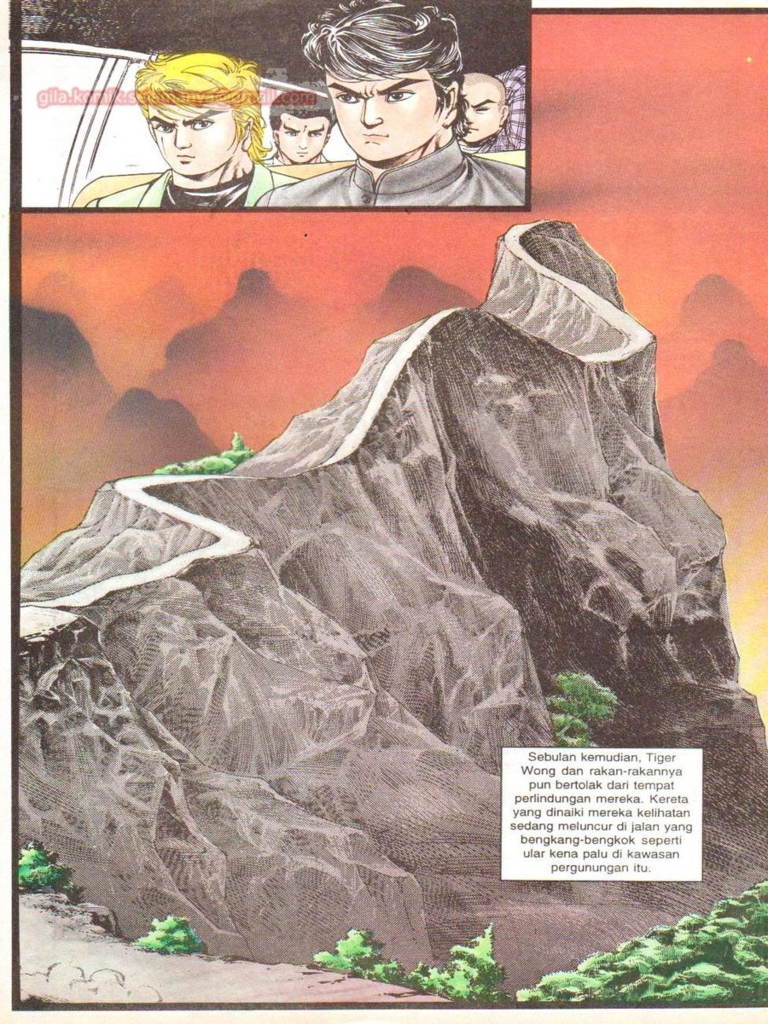 Sebulan kemudian, Tiger
Wong dan rakan-rakannya
pun bertolak dari tempat
perlindungan mereka. Kereta
yang dinaiki mereka kelihatan
sedang meluncur di jalan yang
bengkang-bengkok seperti
ular kena palu di kawasan
pergunungan itu.